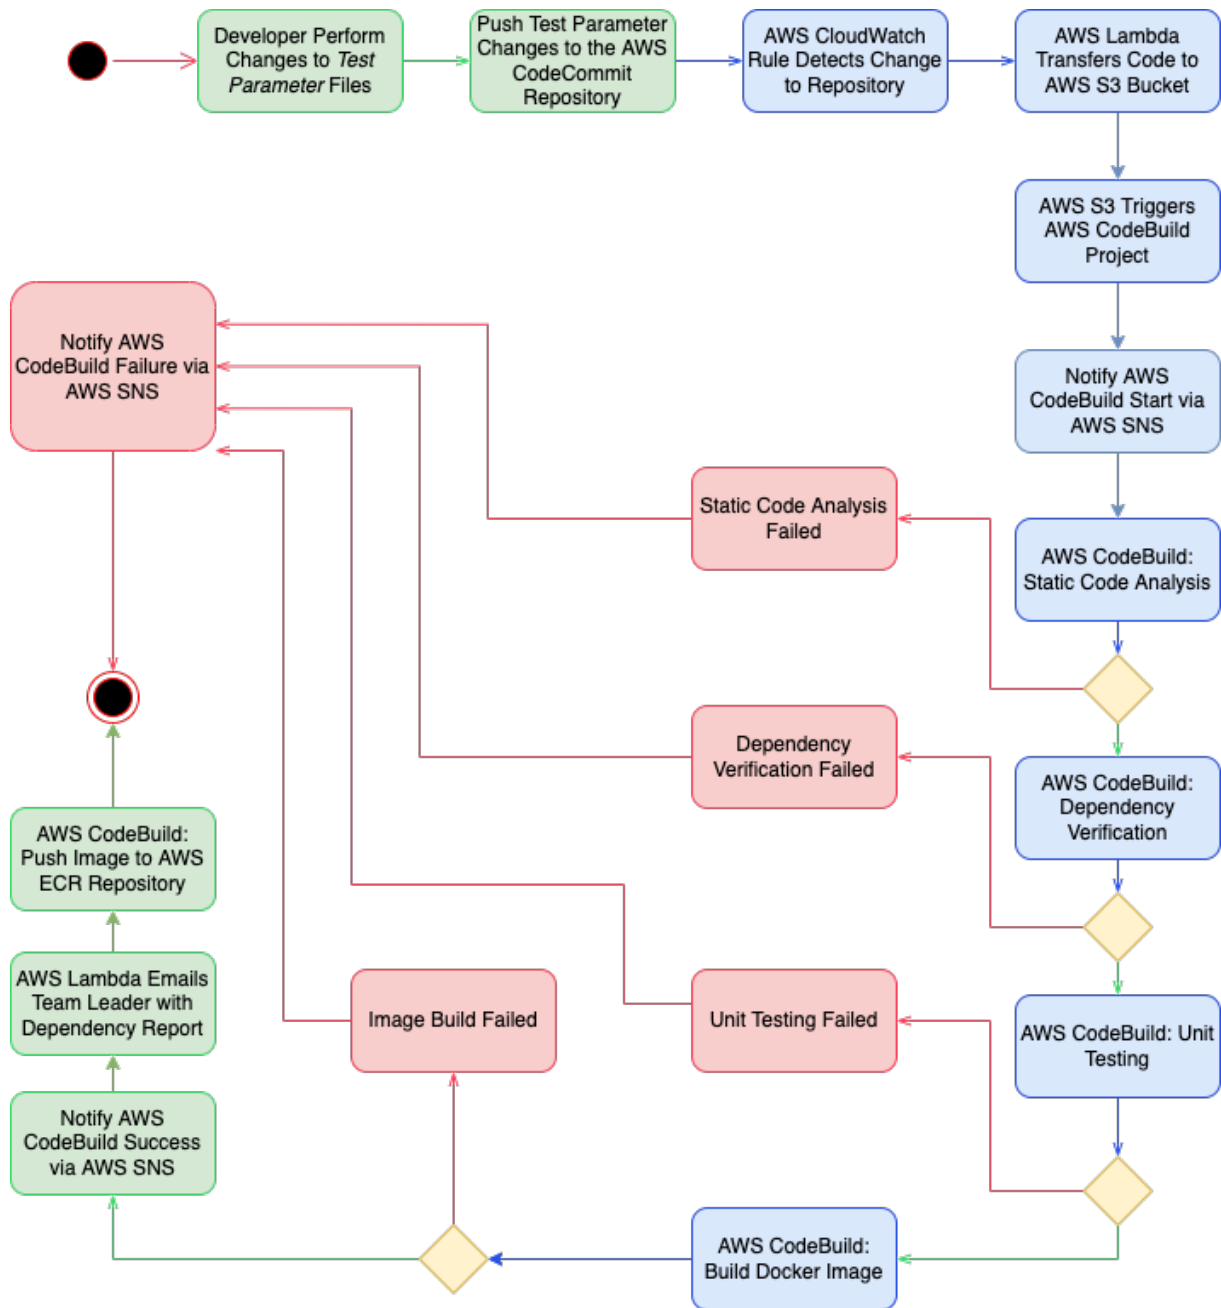 Developer Perform
Changes to Test
Parameter Files
Push Test Parameter
Changes to the AWS
CodeCommit
Repository
AWS CloudWatch
Rule Detects Change
to Repository
AWS Lambda
Transfers Code to
AWS S3 Bucket
AWS S3 Triggers
AWS CodeBuild
Project
Notify AWS
CodeBuild Failure via
AWS SNS
Notify AWS
CodeBuild Start via
AWS SNS
Static Code Analysis
Failed
AWS CodeBuild:
Static Code Analysis
Dependency
Verification Failed
AWS CodeBuild:
Dependency
Verification
AWS CodeBuild:
Push Image to AWS
ECR Repository
AWS Lambda Emails
Team Leader with
Dependency Report
Image Build Failed
Unit Testing Failed
AWS CodeBuild: Unit
Testing
Notify AWS
CodeBuild Success
via AWS SNS
AWS CodeBuild:
Build Docker Image